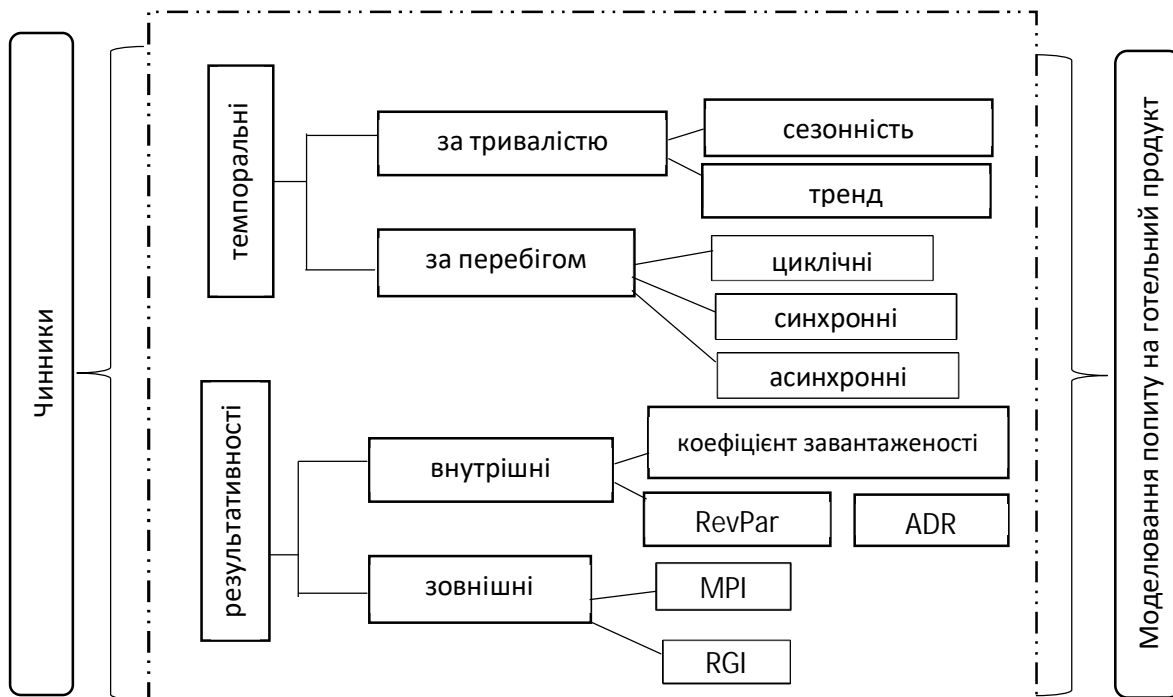 Чинники
темпоральні
за тривалістю
сезонність
тренд
за перебігом
циклічні
синхронні
асинхронні
результативності
внутрішні
коефіцієнт завантаженості
RevPar
ADR
зовнішні
MPI
RGI
Моделювання попиту на готельний продукт